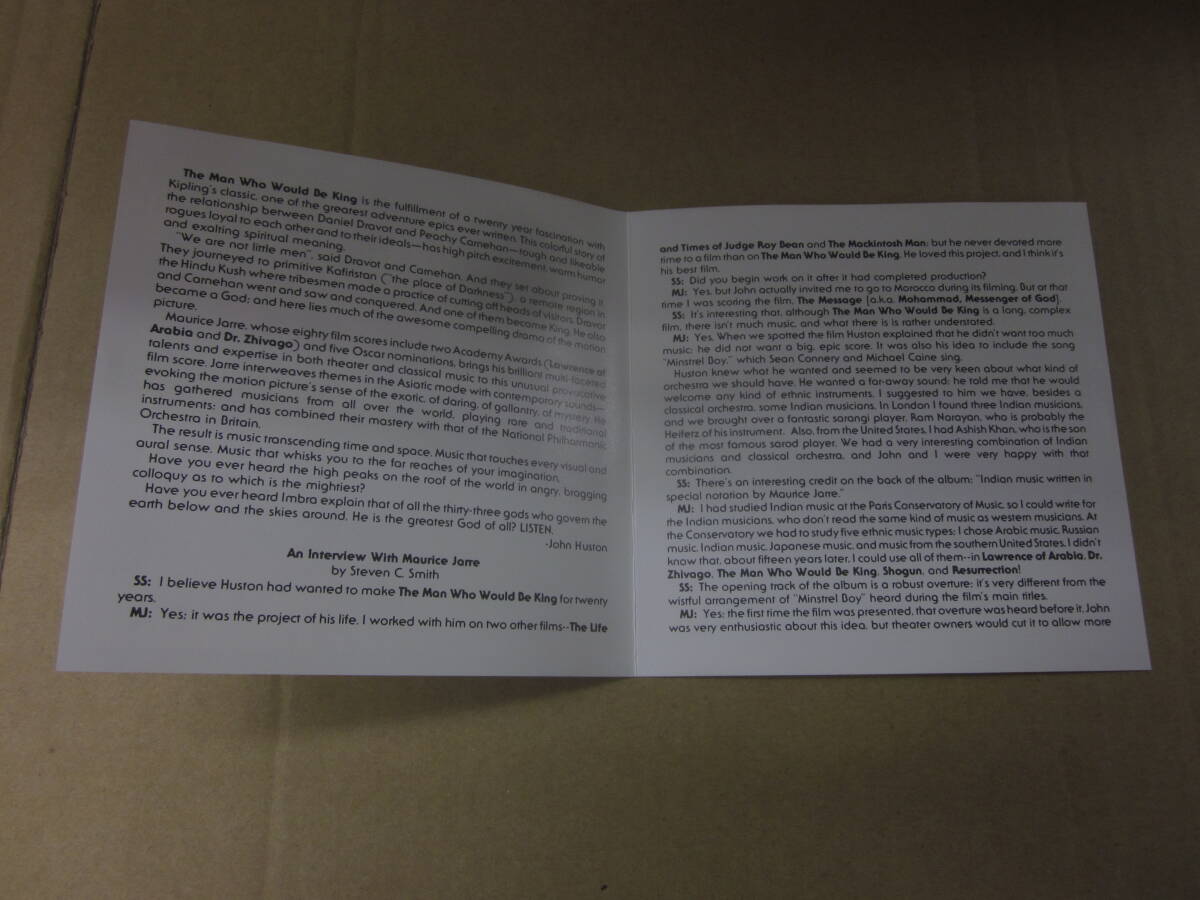 The Man Who Would Be King is the fulfillment of a twenty year fascination with
Kipling's classic, one of the greatest adventure epics ever written. This colorful story of
the relationship between Daniel Dravot and Peachy Carnehan—tough and likeable
rogues loyal to each other and to their ideals—has high pitch excitement, warm humor
and exalting spiritual meaning.
"We are not little men", said Dravot and Carnehan. And they set about proving it.
They journeyed to primitive Kafiristan ("the place of Darkness"), a remote region in
the Hindu Kush where tribesmen made a practice of cutting off heads of visitors. Dravot
and Carnehan went and saw and conquered. And one of them became King. He also
became a God; and here lies much of the awesome compelling drama of the motion
picture.
Maurice Jarre, whose eighty film scores include two Academy Awards (Lawrence of
Arabia and Dr. Zhivago) and five Oscar nominations, brings his brilliant multi-faceted
talents and expertise in both theater and classical music to this unusual provocative
film score. Jarre interweaves themes in the Asiatic mode with contemporary sounds—
evoking the motion picture's sense of the exotic, of daring, of gallantry, of mystery. He
has gathered musicians from all over the world, playing rare and traditional
instruments; and has combined their mastery with that of the National Philharmonic
Orchestra in Britain.
The result is music transcending time and space. Music that touches every visual and
aural sense. Music that whisks you to the far reaches of your imagination.
Have you ever heard the high peaks on the roof of the world in angry, brogging
colloquy as to which is the mightiest?
Have you ever heard Imbra explain that of all the thirty-three gods who govern the
earth below and the skies around, He is the greatest God of all? LISTEN.
-John Huston
An Interview With Maurice Jarre
by Steven C. Smith
SS: I believe Huston had wanted to make The Man Who Would Be King for twenty
years.
MJ: Yes; it was the project of his life. I worked with him on two other films--The Life
and Times of Judge Roy Bean and The Mackintosh Man; but he never devoted more
time to a film than on The Man Who Would Be King. He loved this project, and I think it's
his best film.
SS: Did you begin work on it after it had completed production?
MJ: Yes, but John actually invited me to go to Morocco during its filming. But at that
time I was scoring the film, The Message [a.k.a. Mohammad, Messenger of God].
SS: It's interesting that, although The Man Who Would Be King is a long, complex
film, there isn't much music, and what there is is rather understated.
MJ: Yes. When we spotted the film Huston explained that he didn't want too much
music; he did not want a big, epic score. It was also his idea to include the song
"Minstrel Boy," which Sean Connery and Michael Caine sing.
Huston knew what he wanted and seemed to be very keen about what kind of
orchestra we should have. He wanted a far-away sound; he told me that he would
welcome any kind of ethnic instruments. I suggested to him we have, besides a
classical orchestra, some Indian musicians. In London I found three Indian musicians,
and we brought over a fantastic sarangi player, Ram Narayan, who is probably the
Heiferz of his instrument. Also, from the United States, I had Ashish Khan, who is the son
of the most famous sarod player. We had a very interesting combination of Indian
musicians and classical orchestra, and John and I were very happy with that
combination.
SS: There's an interesting credit on the back of the album; "Indian music written in
special notation by Maurice Jarre."
MJ: I had studied Indian music at the Paris Conservatory of Music, so I could write for
the Indian musicians, who don't read the same kind of music as western musicians. At
the Conservatory we had to study five ethnic music types; I chose Arabic music, Russian
music, Indian music, Japanese music, and music from the southern United States. I didn't
know that, about fifteen years later, I could use all of them--in Lawrence of Arabia, Dr.
Zhivago, The Man Who Would Be King, Shogun, and Resurrection!
SS: The opening track of the album is a robust overture; it's very different from the
wistful arrangement of "Minstrel Boy" heard during the film's main titles.
MJ: Yes; the first time the film was presented, that overture was heard before it. John
was very enthusiastic about this idea, but theater owners would cut it to allow more